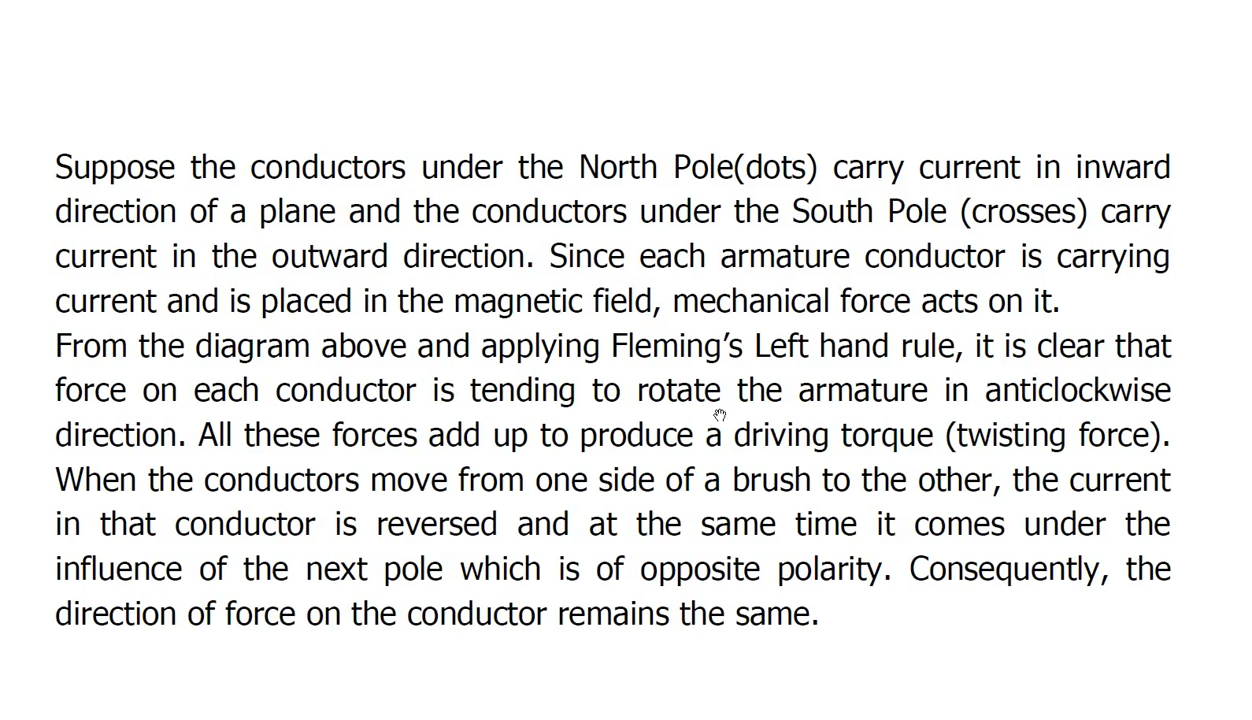 Suppose the conductors under the North Pole(dots) carry current in inward
direction of a plane and the conductors under the South Pole (crosses) carry
current in the outward direction. Since each armature conductor is carrying
current and is placed in the magnetic field, mechanical force acts on it.
From the diagram above and applying Fleming’s Left hand rule, it is clear that
force on each conductor is tending to rotate the armature in anticlockwise
direction. All these forces add up to produce a driving torque (twisting force).
When the conductors move from one side of a brush to the other, the current
in that conductor is reversed and at the same time it comes under the
influence of the next pole which is of opposite polarity. Consequently, the
direction of force on the conductor remains the same.